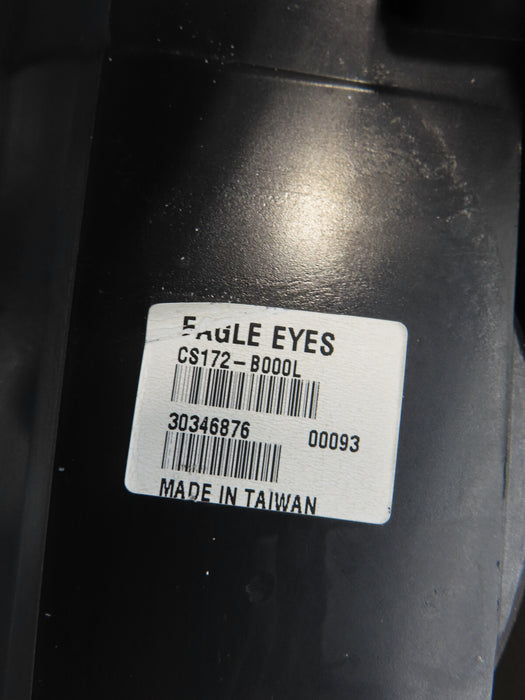 EAGLE EYES
CS172-B000L
30346876 00093
MADE IN TAIWAN